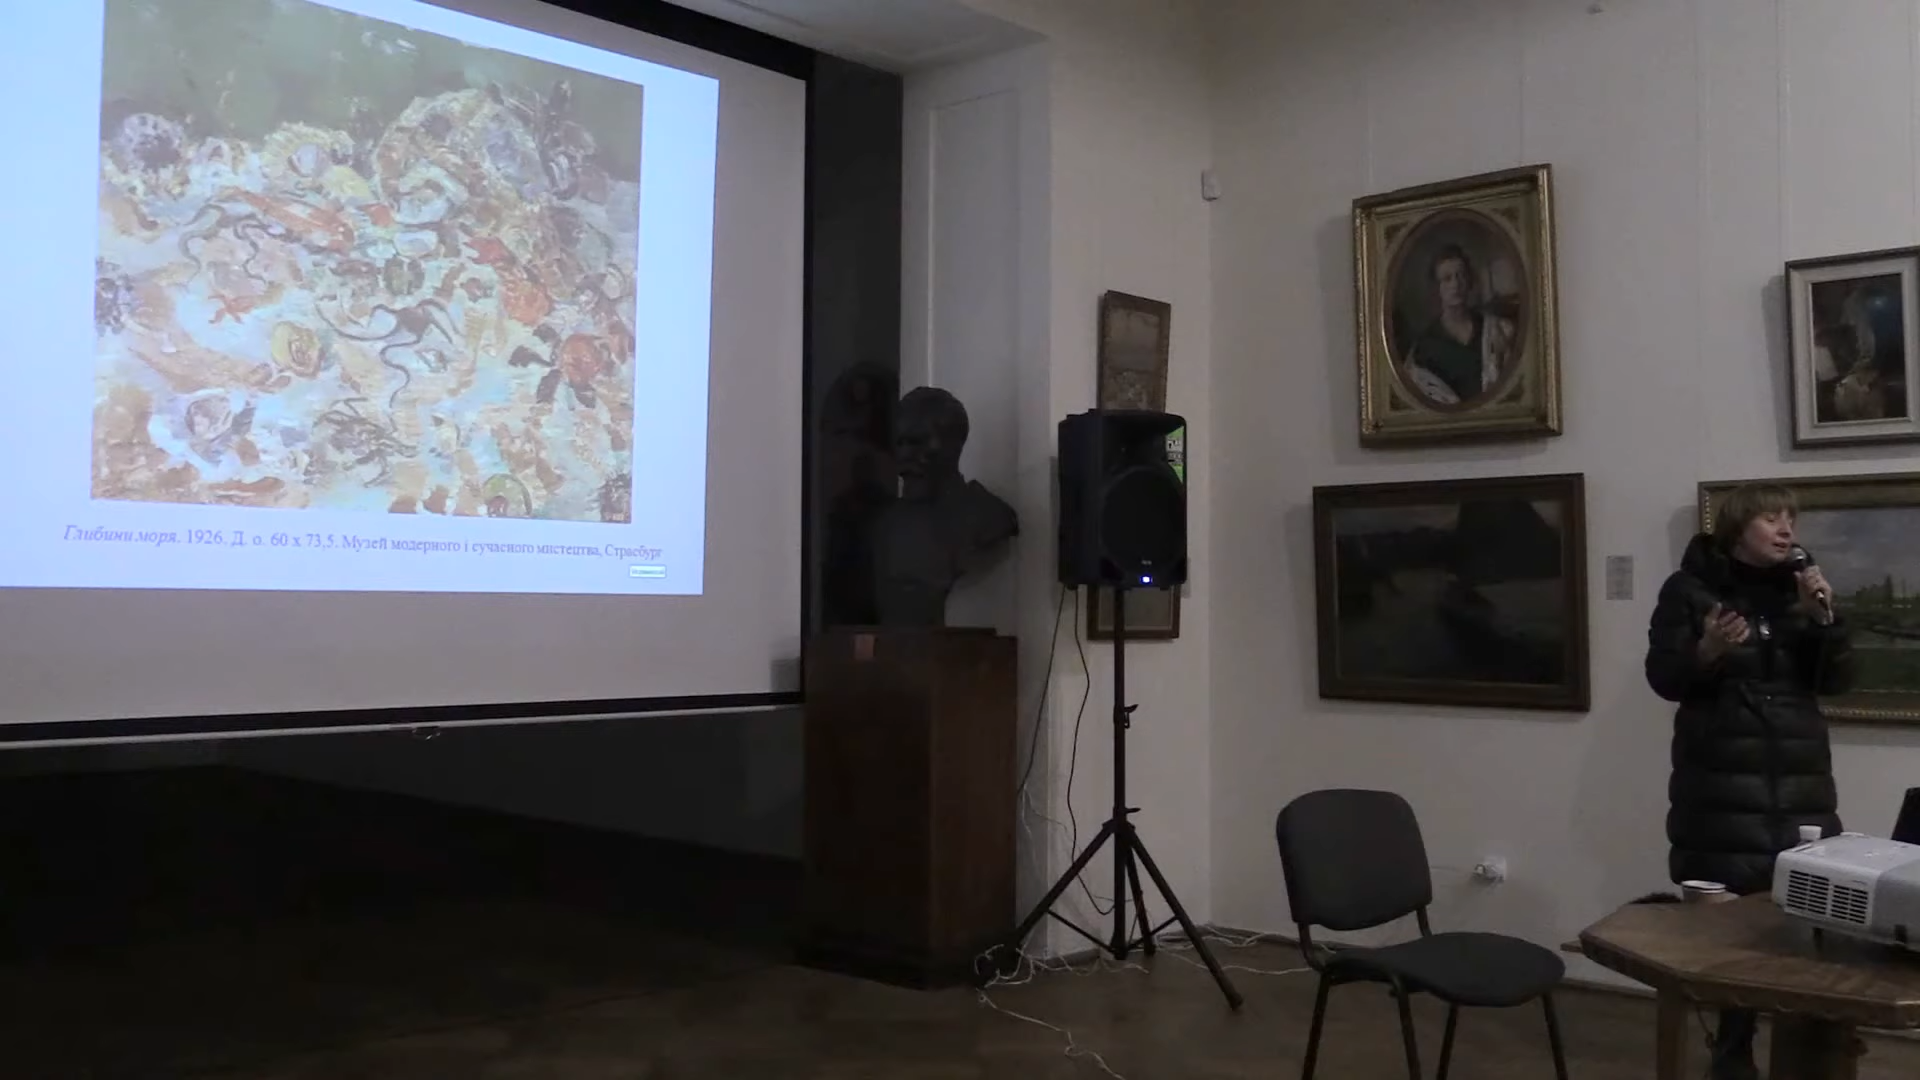 Глибини моря. 1926. Д. о. 60 х 73,5. Музей модерного і сучасного мистецтва, Страсбург